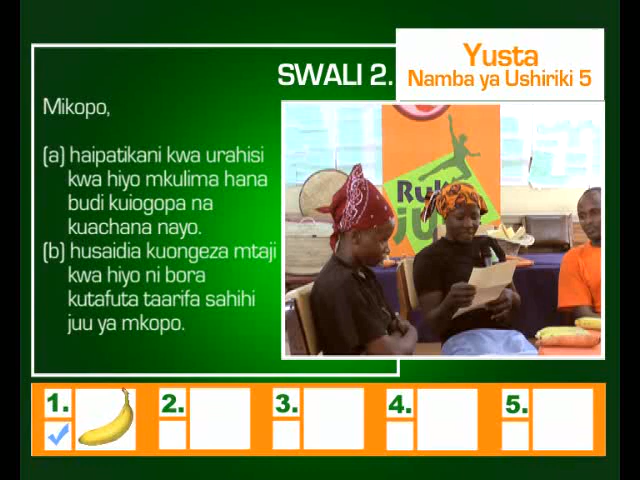 Yusta
Namba ya Ushiriki 5
SWALI 2.
Mikopo,
(a) haipatikani kwa urahisi
kwa hiyo mkulima hana
budi kuiogopa na
kuachana nayo.
(b) husaidia kuongeza mtaji
kwa hiyo ni bora
kutafuta taarifa sahihi
juu ya mkopo.
1.
2.
3.
4.
5.